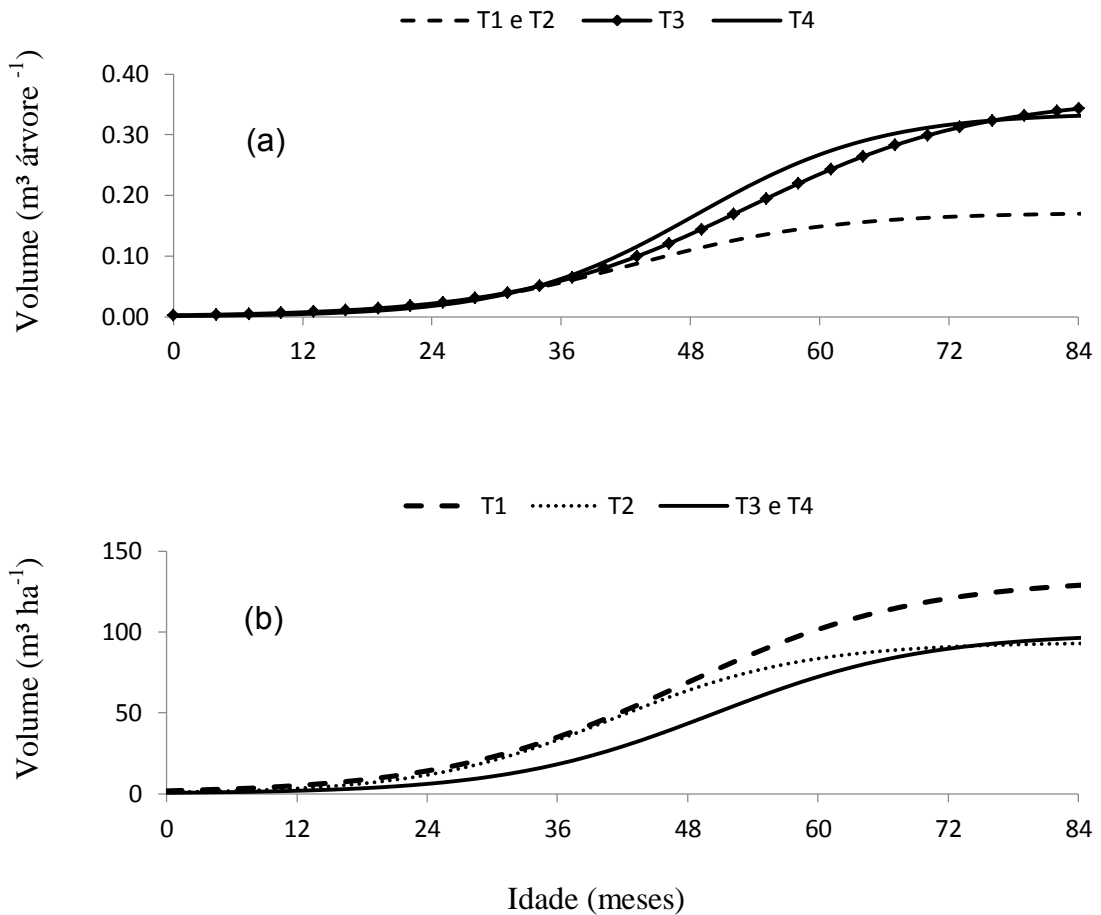 T1 e T2 T3 T4
Volume (m³ árvore ⁻¹)
0.40
0.30
0.20
0.10
0.00
(a)
0 12 24 36 48 60 72 84
T1 T2 T3 e T4
Volume (m³ ha⁻¹)
150
100
50
0
(b)
0 12 24 36 48 60 72 84
Idade (meses)